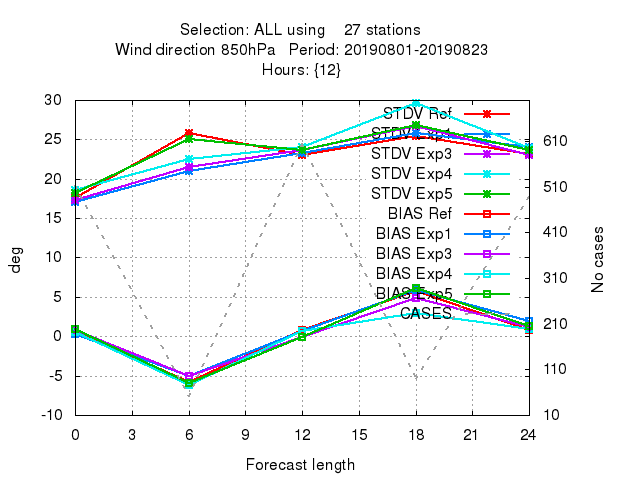 Selection: ALL using 27 stations
Wind direction 850hPa Period: 20190801-20190823
Hours: {12}
30
25
20
15
10
5
0
-5
-10
deg
610
510
410
310
210
110
10
No cases
STDV Ref
STDV Exp1
STDV Exp3
STDV Exp4
STDV Exp5
BIAS Ref
BIAS Exp1
BIAS Exp3
BIAS Exp4
BIAS Exp5
CASES
0 3 6 9 12 15 18 21 24
Forecast length